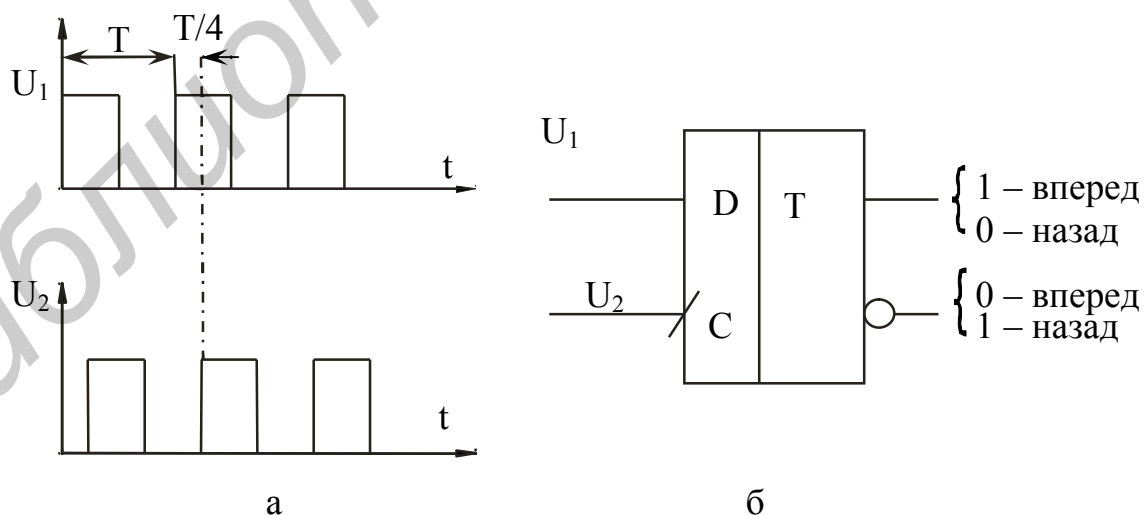 T
T/4
U₁
t
U₂
t
а
U₁
D
T
U₂
C
1 – вперед
0 – назад
0 – вперед
1 – назад
б